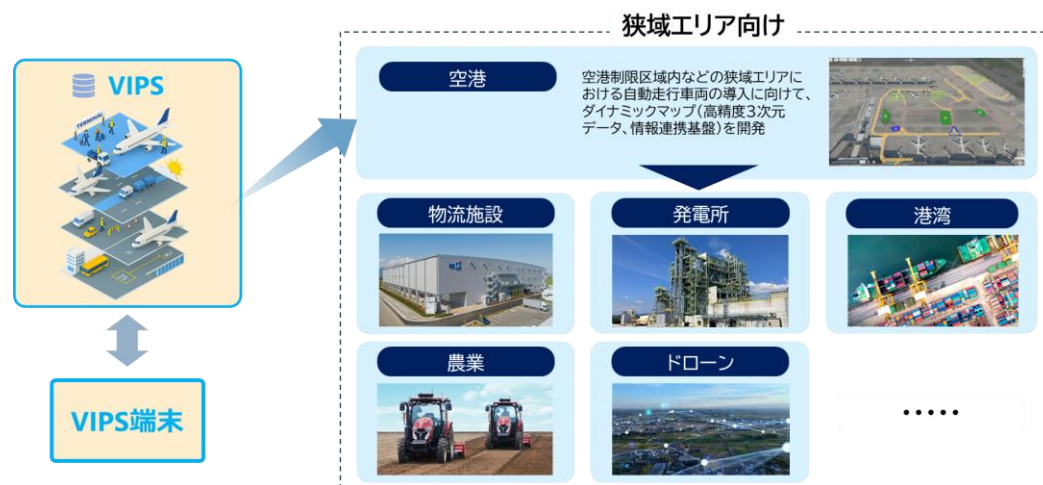 狭域エリア向け
VIPS
TERMINAL
空港
空港制限区域内などの狭域エリアに
おける自動走行車両の導入に向けて、
ダイナミックマップ(高精度3次元
データ、情報連携基盤)を開発
物流施設
発電所
港湾
VIPS端末
農業
ドローン
・・・・・